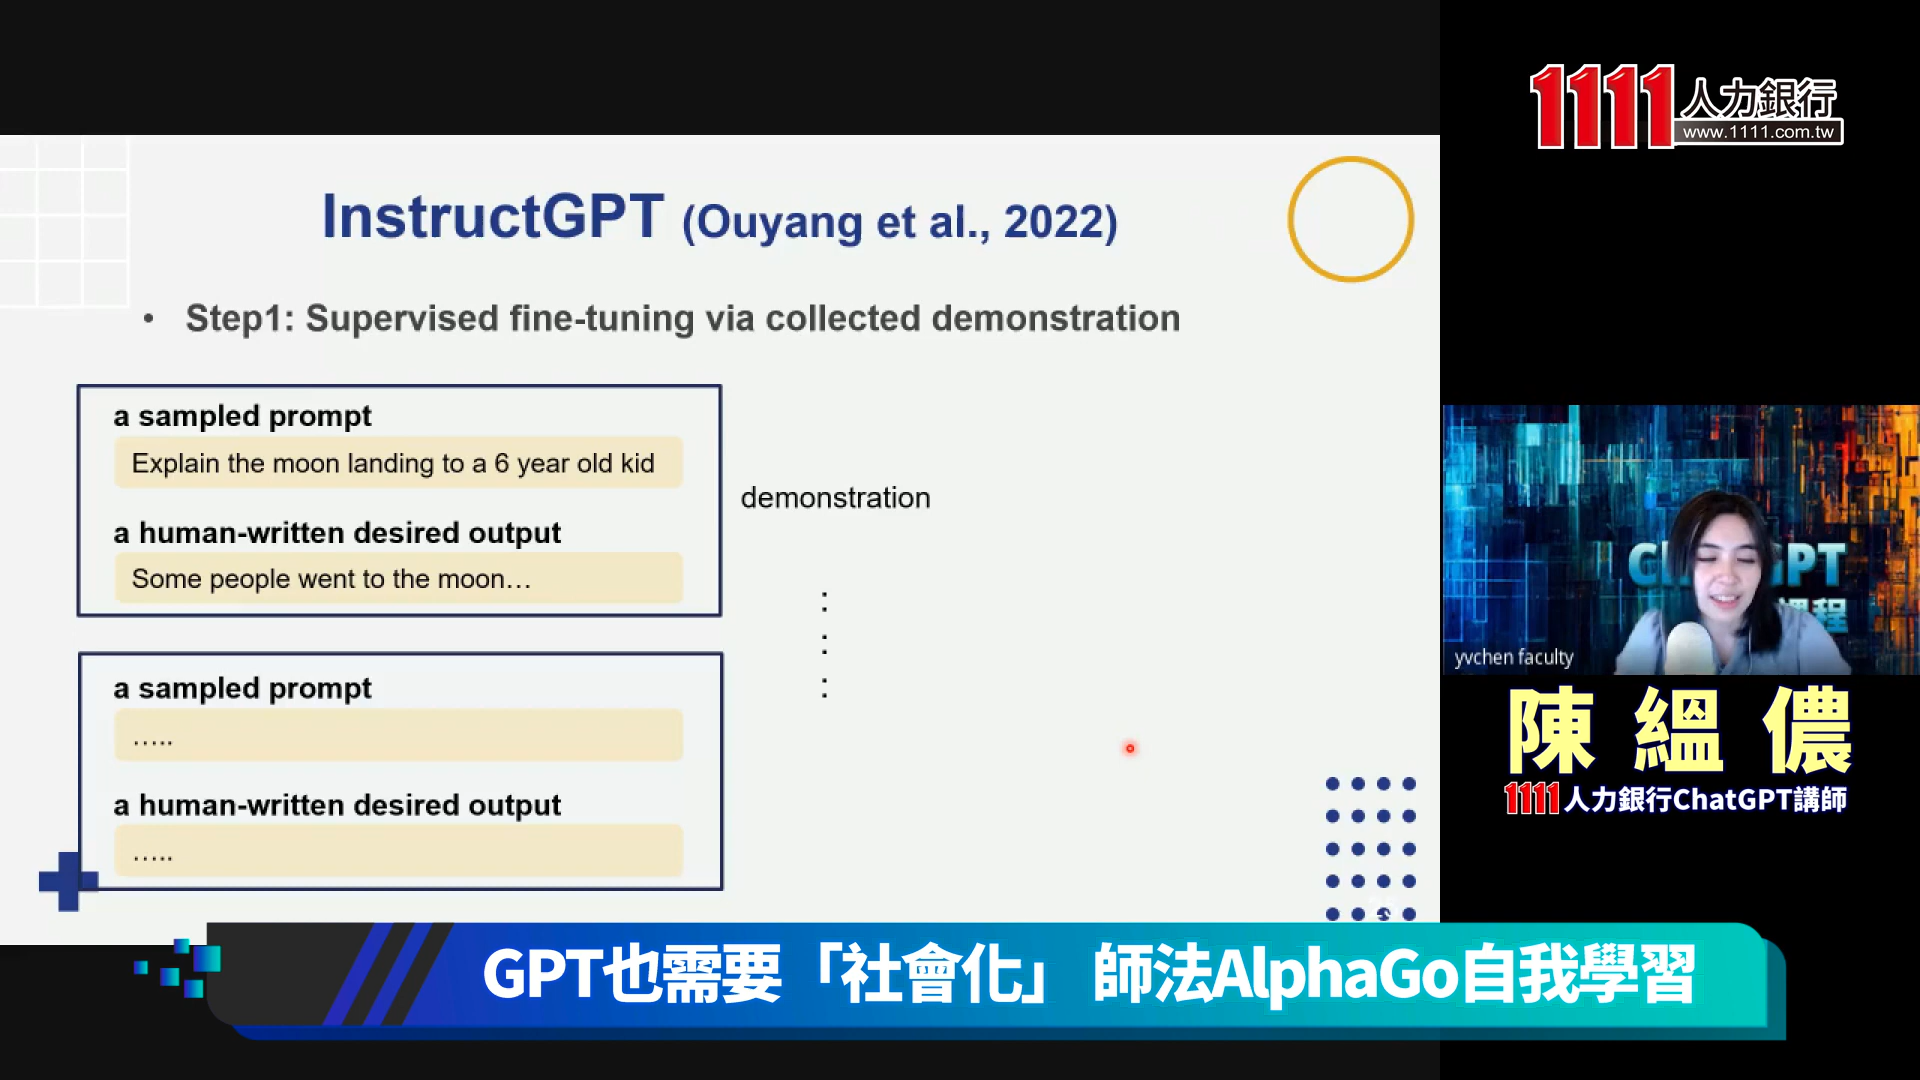 InstructGPT (Ouyang et al., 2022)
• Step1: Supervised fine-tuning via collected demonstration
a sampled prompt
Explain the moon landing to a 6 year old kid
a human-written desired output
Some people went to the moon…
demonstration
:
:
:
a sampled prompt
…..
a human-written desired output
…..
1111人力銀行
www.1111.com.tw
ChatGPT
課程
yvchen faculty
陳縕儂
1111人力銀行ChatGPT講師
GPT也需要「社會化」 師法AlphaGo自我學習